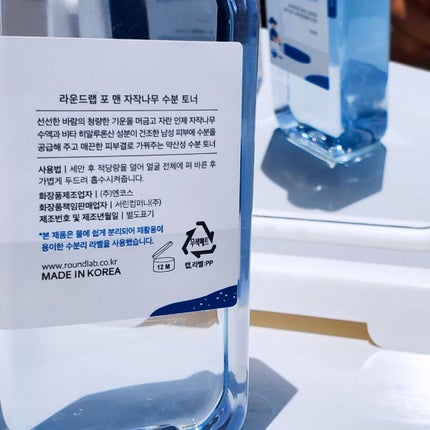 라운드랩 포 맨 자작나무 수분 토너
선선한 바람의 청량한 기운을 머금고 자란 인제 자작나무
수액과 비타 히알루론산 성분이 건조한 남성 피부에 수분을
공급해 주고 매끈한 피부결로 가꿔주는 약산성 수분 토너
사용법 | 세안 후 적당량을 덜어 얼굴 전체에 펴 바른 후
가볍게 두드려 흡수시켜줍니다.
화장품제조업자 | (주)엔코스
화장품책임판매업자 | 서린컴퍼니(주)
제조번호 및 제조년월일 | 별도표기
*본 제품은 물에 쉽게 분리되어 재활용이
용이한 수분리 라벨을 사용했습니다.
www.roundlab.co.kr
MADE IN KOREA
12 M
무색페트
캡,라벨:PP